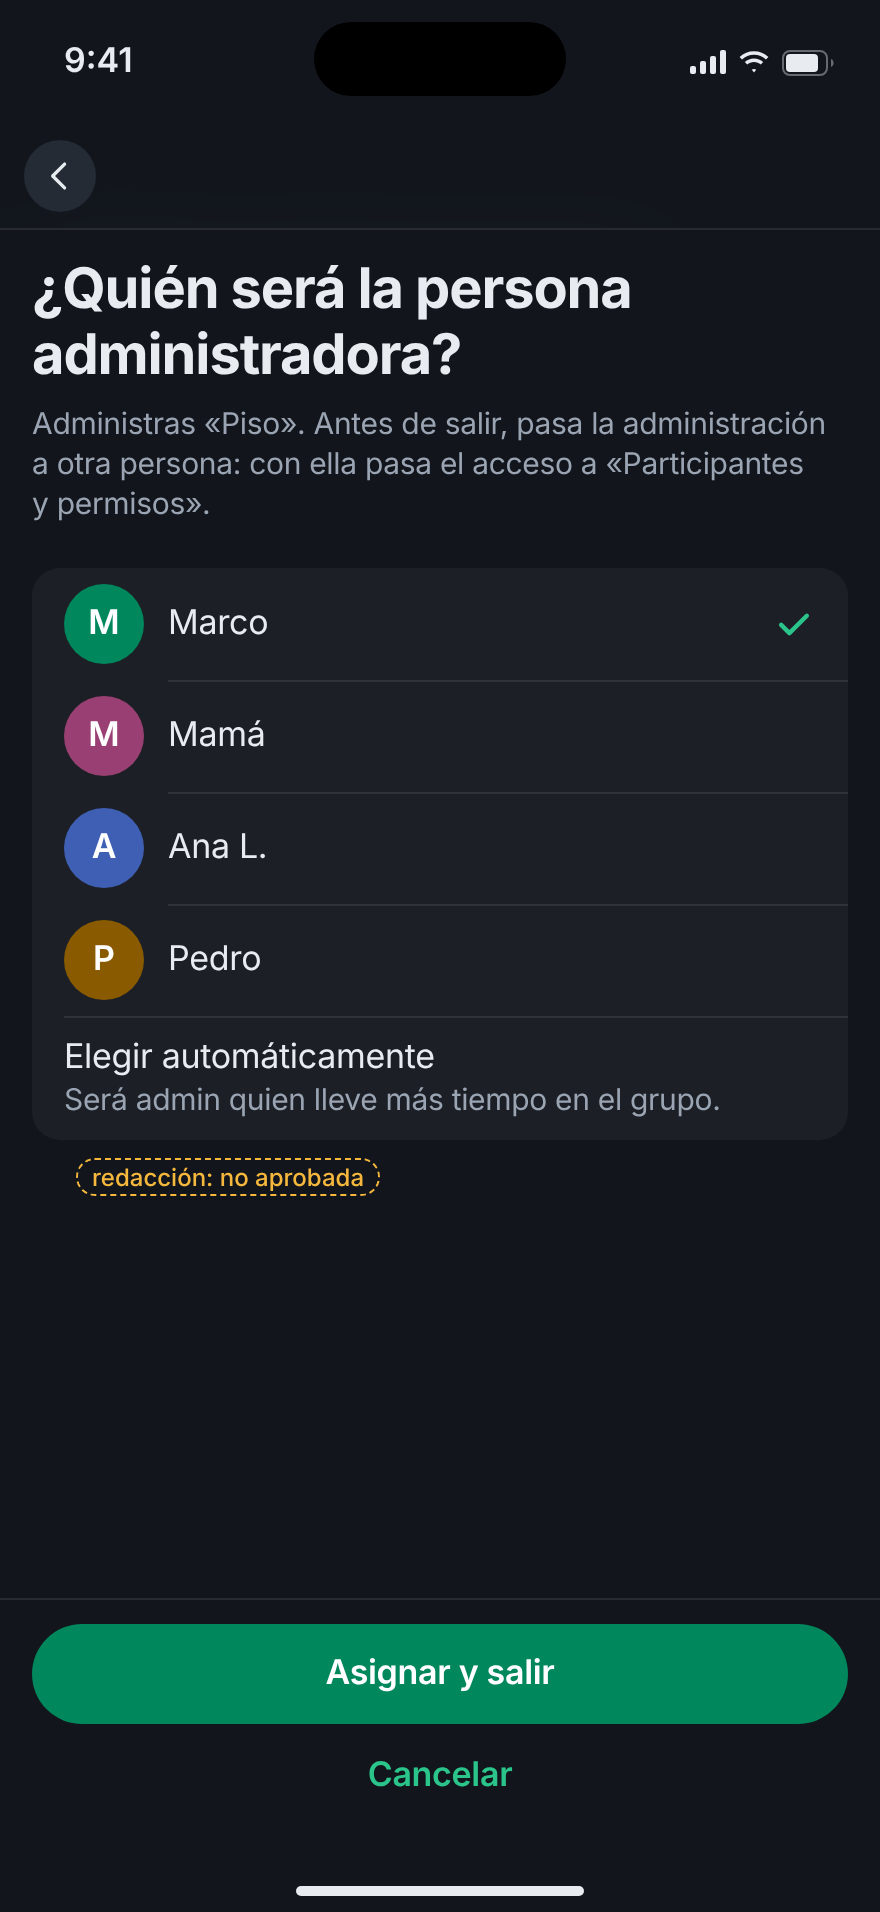 9:41
¿Quién será la persona
administradora?
Administras «Piso». Antes de salir, pasa la administración
a otra persona: con ella pasa el acceso a «Participantes
y permisos».
M Marco
M Mamá
A Ana L.
P Pedro
Elegir automáticamente
Será admin quien lleve más tiempo en el grupo.
redacción: no aprobada
Asignar y salir
Cancelar